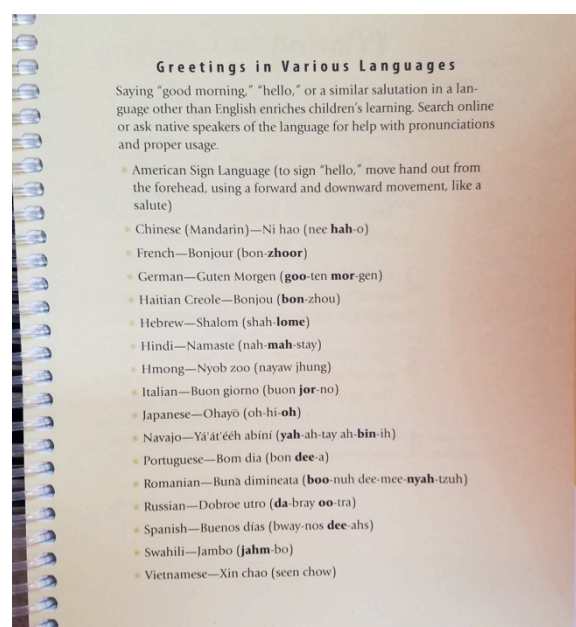 Greetings in Various Languages
Saying "good morning," "hello," or a similar salutation in a lan-
guage other than English enriches children's learning. Search online
or ask native speakers of the language for help with pronunciations
and proper usage.
American Sign Language (to sign "hello," move hand out from
the forehead, using a forward and downward movement, like a
salute)
Chinese (Mandarin)—Ni hao (nee hah-o)
French—Bonjour (bon-zhoor)
German—Guten Morgen (goo-ten mor-gen)
Haitian Creole—Bonjou (bon-zhou)
Hebrew—Shalom (shah-lome)
Hindi—Namaste (nah-mah-stay)
Hmong—Nyob zoo (nayaw jhung)
Italian—Buon giorno (buon jor-no)
Japanese—Ohayō (oh-hi-oh)
Navajo—Yá'át'ééh abíní (yah-ah-tay ah-bin-ih)
Portuguese—Bom dia (bon dee-a)
Romanian—Bună dimineata (boo-nuh dee-mee-nyah-tzuh)
Russian—Dobroe utro (da-bray oo-tra)
Spanish—Buenos días (bway-nos dee-ahs)
Swahili—Jambo (jahm-bo)
Vietnamese—Xin chao (seen chow)